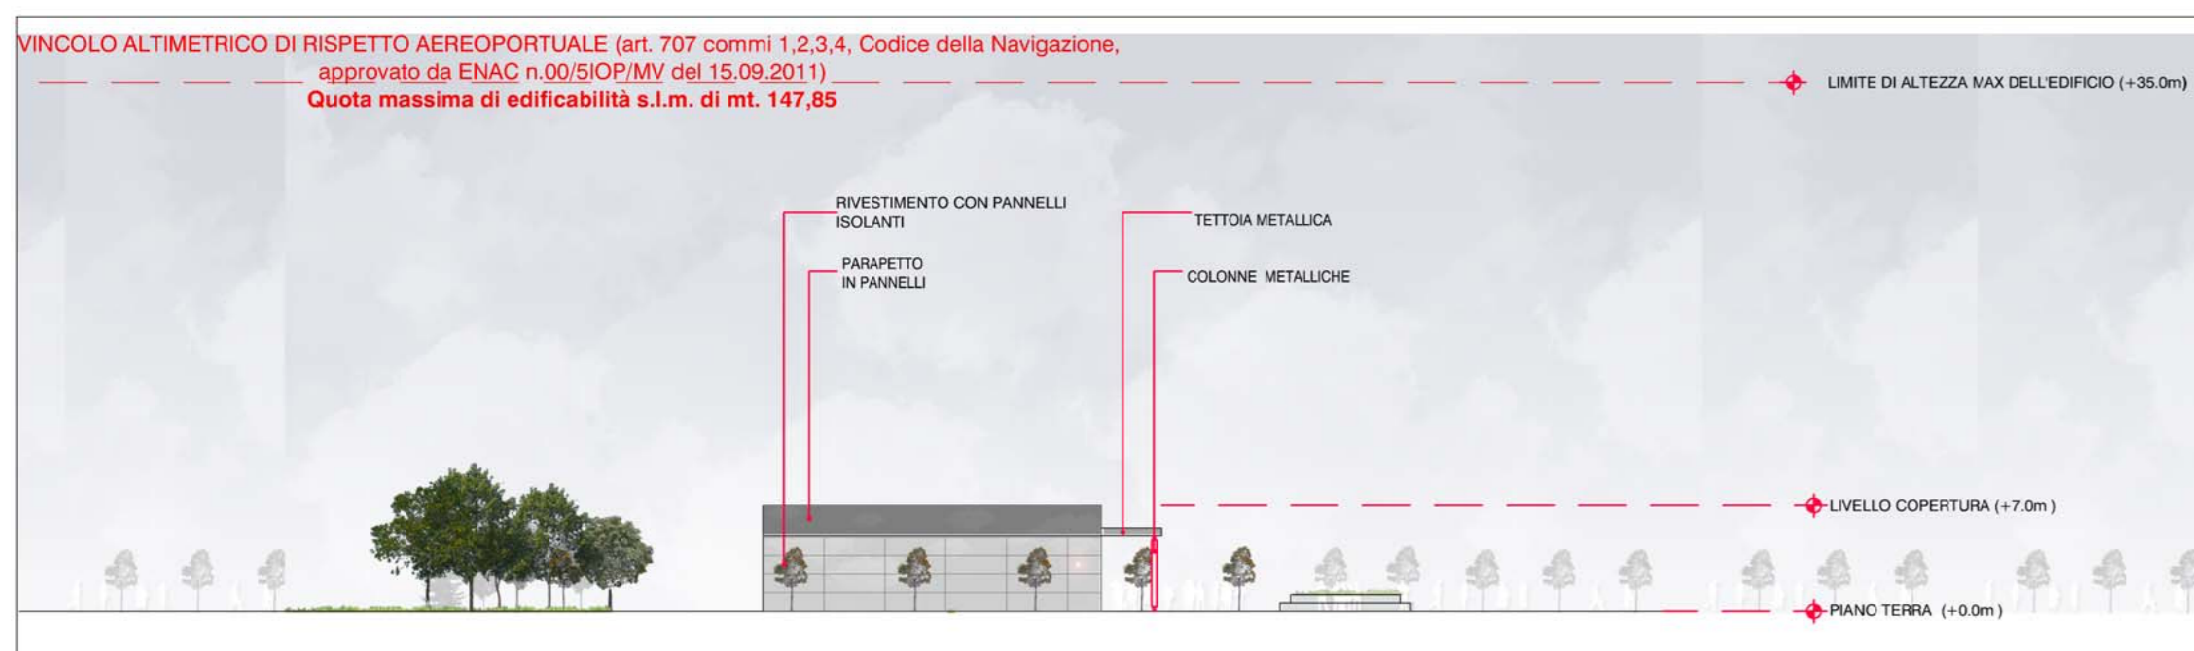 VINCOLO ALTIMETRICO DI RISPETTO AEREOPORTUALE (art. 707 commi 1,2,3,4, Codice della Navigazione,
approvato da ENAC n.00/5IOP/MV del 15.09.2011)
Quota massima di edificabilità s.l.m. di mt. 147,85
LIMITE DI ALTEZZA MAX DELL'EDIFICIO (+35.0m)
RIVESTIMENTO CON PANNELLI
ISOLANTI
TETTOIA METALLICA
PARAPETTO
IN PANNELLI
COLONNE METALLICHE
LIVELLO COPERTURA (+7.0m )
PIANO TERRA (+0.0m )